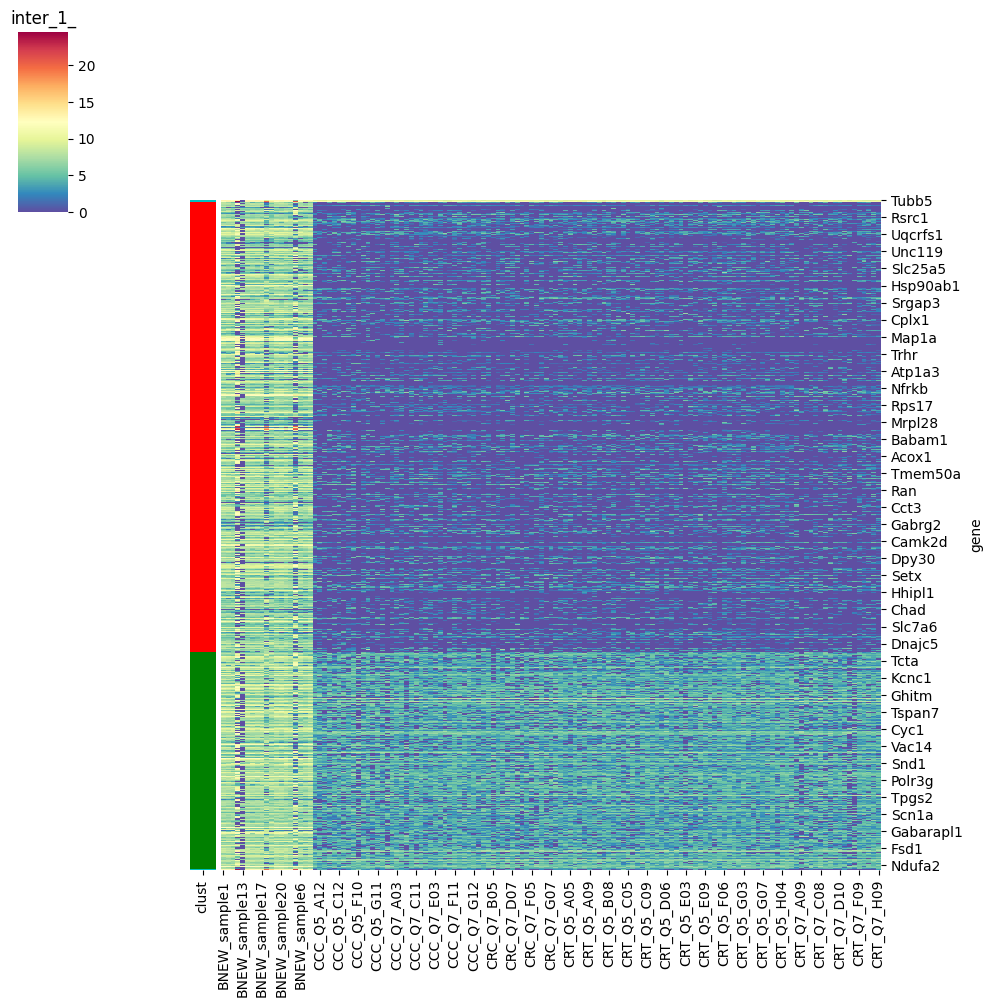 inter_1_
20
15
10
5
0
Tubb5
Rsrc1
Uqcrfs1
Unc119
Slc25a5
Hsp90ab1
Srgap3
Cplx1
Map1a
Trhr
Atp1a3
Nfrkb
Rps17
Mrpl28
Babam1
Acox1
Tmem50a
Ran
Cct3
Gabrg2
Camk2d
Dpy30
Setx
Hhipl1
Chad
Slc7a6
Dnajc5
Tcta
Kcnc1
Ghitm
Tspan7
Cyc1
Vac14
Snd1
Polr3g
Tpgs2
Scn1a
Gabarapl1
Fsd1
Ndufa2
gene
clust
BNEW_sample1
BNEW_sample13
BNEW_sample17
BNEW_sample20
BNEW_sample6
CCC_Q5_A12
CCC_Q5_C12
CCC_Q5_F10
CCC_Q5_G11
CCC_Q7_A03
CCC_Q7_C11
CCC_Q7_E03
CCC_Q7_F11
CCC_Q7_G12
CRC_Q7_B05
CRC_Q7_D07
CRC_Q7_F05
CRC_Q7_G07
CRT_Q5_A05
CRT_Q5_A09
CRT_Q5_B08
CRT_Q5_C05
CRT_Q5_C09
CRT_Q5_D06
CRT_Q5_E03
CRT_Q5_E09
CRT_Q5_F06
CRT_Q5_G03
CRT_Q5_G07
CRT_Q5_H04
CRT_Q7_A09
CRT_Q7_C08
CRT_Q7_D10
CRT_Q7_F09
CRT_Q7_H09